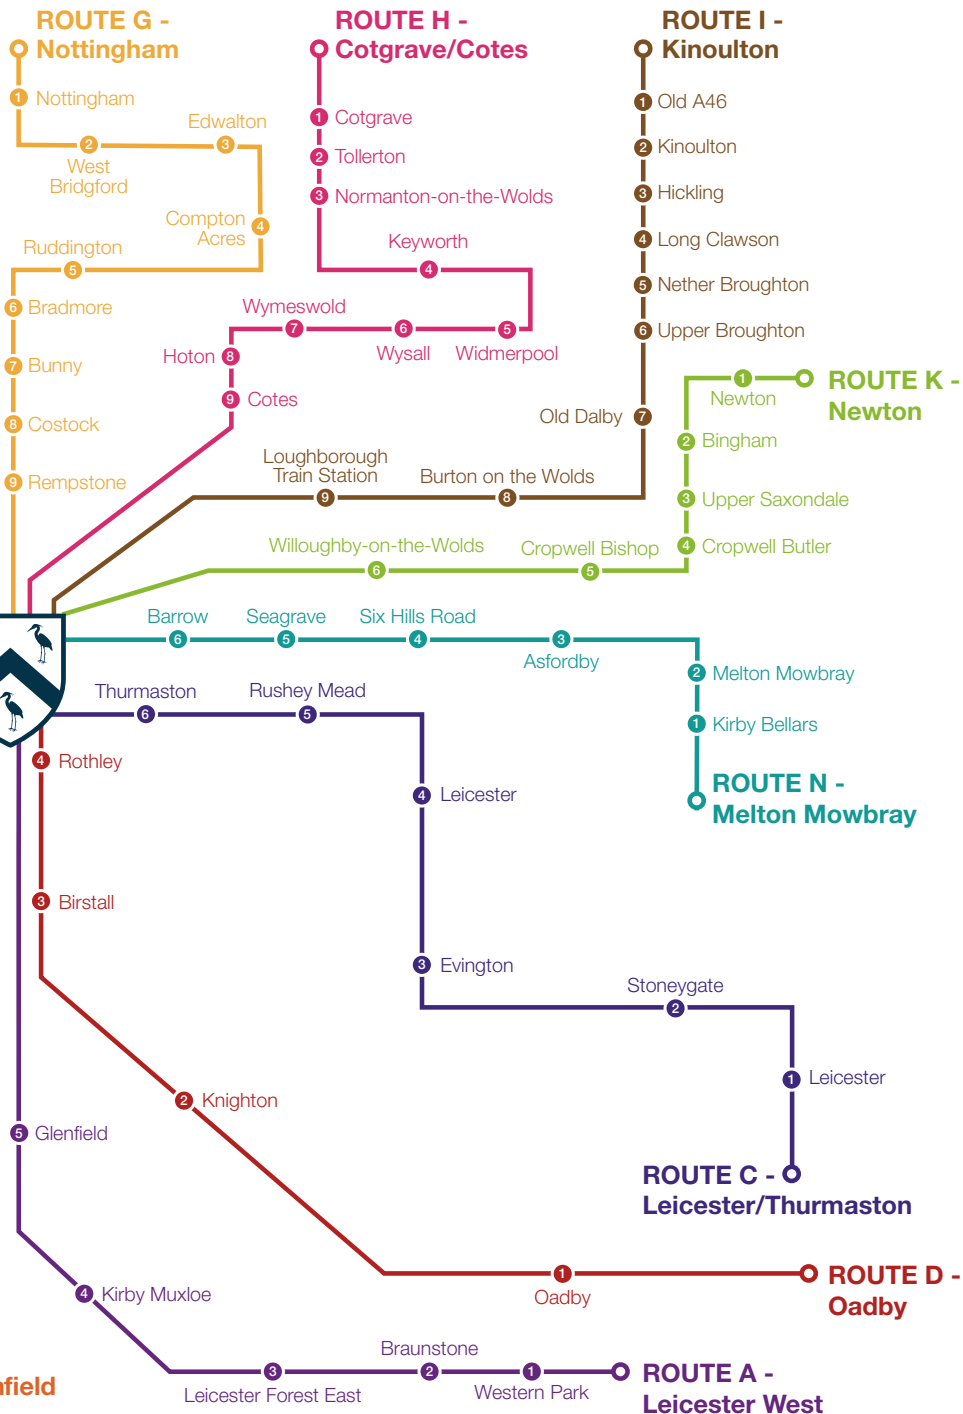 ROUTE G -
Nottingham
1 Nottingham
2
West
Bridgford
Edwalton
3
Compton
Acres
4
Ruddington
5
6 Bradmore
7 Bunny
8 Costock
9 Rempstone
ROUTE H -
Cotgrave/Cotes
1 Cotgrave
2 Tollerton
3 Normanton-on-the-Wolds
Keyworth
4
5
Widmerpool
6
Wysall
Wymeswold
7
Hoton 8
9 Cotes
ROUTE I -
Kinoulton
1 Old A46
2 Kinoulton
3 Hickling
4 Long Clawson
5 Nether Broughton
6 Upper Broughton
Old Dalby 7
Burton on the Wolds
8
Loughborough
Train Station
9
ROUTE K -
Newton
1
Newton
2 Bingham
3 Upper Saxondale
4 Cropwell Butler
Cropwell Bishop
5
Willoughby-on-the-Wolds
6
Barrow
6
Seagrave
5
Six Hills Road
4
3
Asfordby
2 Melton Mowbray
1 Kirby Bellars
ROUTE N -
Melton Mowbray
Thurmaston
6
Rushey Mead
5
4 Leicester
3 Evington
Stoneygate
2
1 Leicester
ROUTE C -
Leicester/Thurmaston
4 Rothley
3 Birstall
2 Knighton
1
Oadby
ROUTE D -
Oadby
5 Glenfield
4 Kirby Muxloe
3
Leicester Forest East
Braunstone
2
1
Western Park
ROUTE A -
Leicester West
field